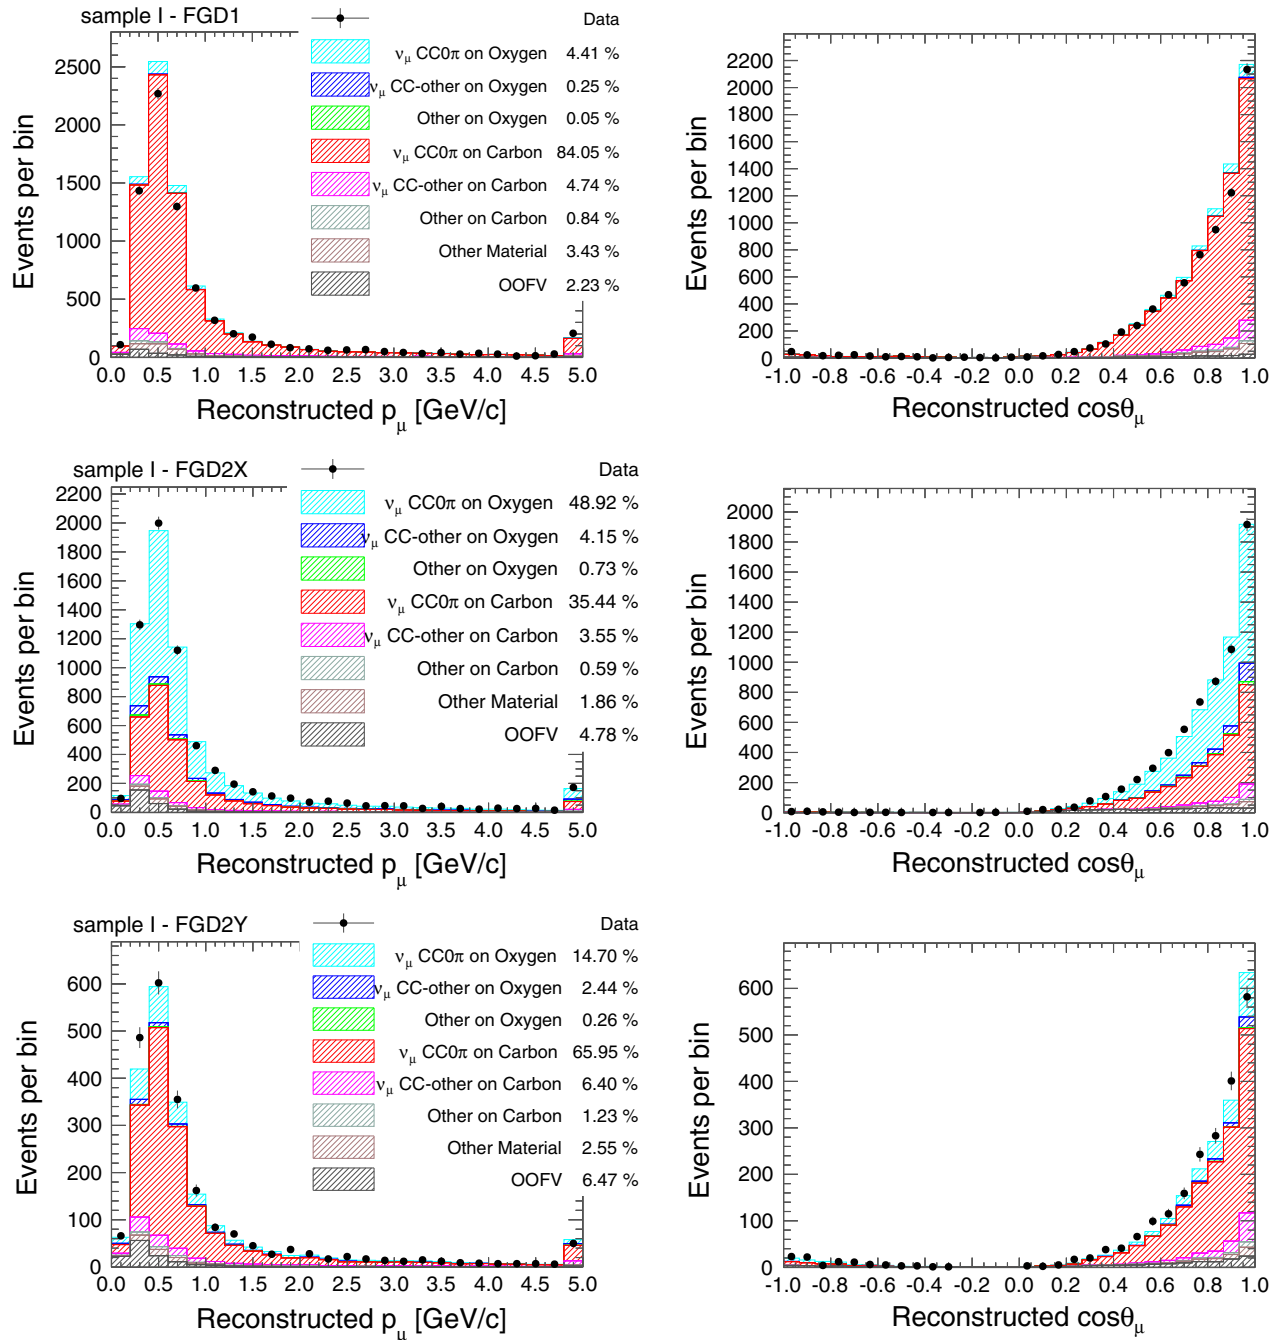 sample I - FGD1
Data
νμ CC0π on Oxygen 4.41 %
νμ CC-other on Oxygen 0.25 %
Other on Oxygen 0.05 %
νμ CC0π on Carbon 84.05 %
νμ CC-other on Carbon 4.74 %
Other on Carbon 0.84 %
Other Material 3.43 %
OOFV 2.23 %
Events per bin
2500
2000
1500
1000
500
0
0.0 0.5 1.0 1.5 2.0 2.5 3.0 3.5 4.0 4.5 5.0
Reconstructed pμ [GeV/c]
Events per bin
2200
2000
1800
1600
1400
1200
1000
800
600
400
200
0
-1.0 -0.8 -0.6 -0.4 -0.2 0.0 0.2 0.4 0.6 0.8 1.0
Reconstructed cosθμ
sample I - FGD2X
Data
νμ CC0π on Oxygen 48.92 %
νμ CC-other on Oxygen 4.15 %
Other on Oxygen 0.73 %
νμ CC0π on Carbon 35.44 %
νμ CC-other on Carbon 3.55 %
Other on Carbon 0.59 %
Other Material 1.86 %
OOFV 4.78 %
Events per bin
2200
2000
1800
1600
1400
1200
1000
800
600
400
200
0
0.0 0.5 1.0 1.5 2.0 2.5 3.0 3.5 4.0 4.5 5.0
Reconstructed pμ [GeV/c]
Events per bin
2000
1800
1600
1400
1200
1000
800
600
400
200
0
-1.0 -0.8 -0.6 -0.4 -0.2 0.0 0.2 0.4 0.6 0.8 1.0
Reconstructed cosθμ
sample I - FGD2Y
Data
νμ CC0π on Oxygen 14.70 %
νμ CC-other on Oxygen 2.44 %
Other on Oxygen 0.26 %
νμ CC0π on Carbon 65.95 %
νμ CC-other on Carbon 6.40 %
Other on Carbon 1.23 %
Other Material 2.55 %
OOFV 6.47 %
Events per bin
600
500
400
300
200
100
0
0.0 0.5 1.0 1.5 2.0 2.5 3.0 3.5 4.0 4.5 5.0
Reconstructed pμ [GeV/c]
Events per bin
600
500
400
300
200
100
0
-1.0 -0.8 -0.6 -0.4 -0.2 0.0 0.2 0.4 0.6 0.8 1.0
Reconstructed cosθμ